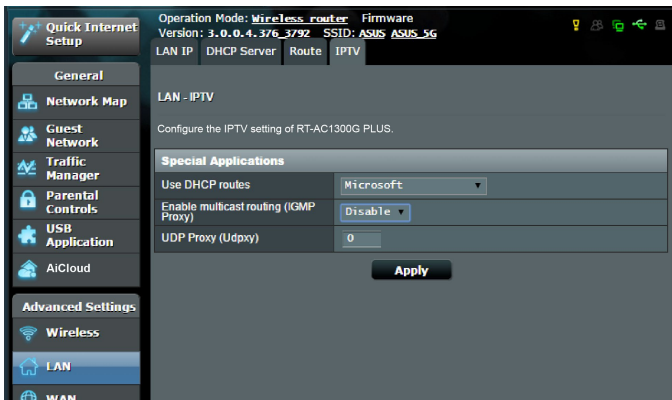 Quick Internet
Setup
General
Network Map
Guest
Network
Traffic
Manager
Parental
Controls
USB
Application
AiCloud
Advanced Settings
Wireless
LAN
WAN
Operation Mode: Wireless router Firmware
Version: 3.0.0.4.376_3792 SSID: ASUS ASUS_5G
LAN IP DHCP Server Route IPTV
LAN - IPTV
Configure the IPTV setting of RT-AC1300G PLUS.
Special Applications
Use DHCP routes Microsoft
Enable multicast routing (IGMP
Proxy) Disable
UDP Proxy (Udpxy) 0
Apply